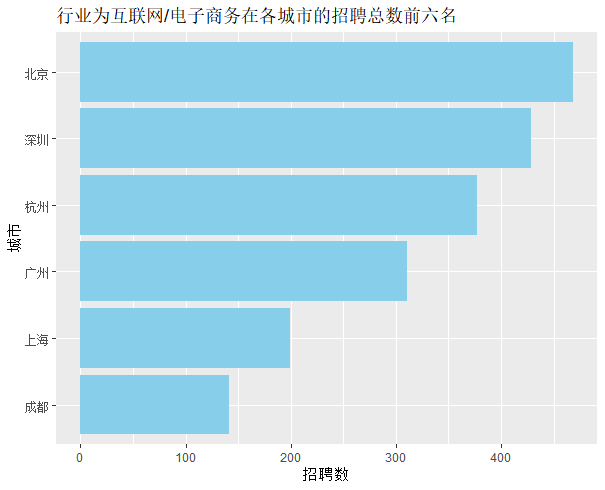 行业为互联网/电子商务在各城市的招聘总数前六名
北京
深圳
杭州
广州
上海
成都
城市
0 100 200 300 400
招聘数